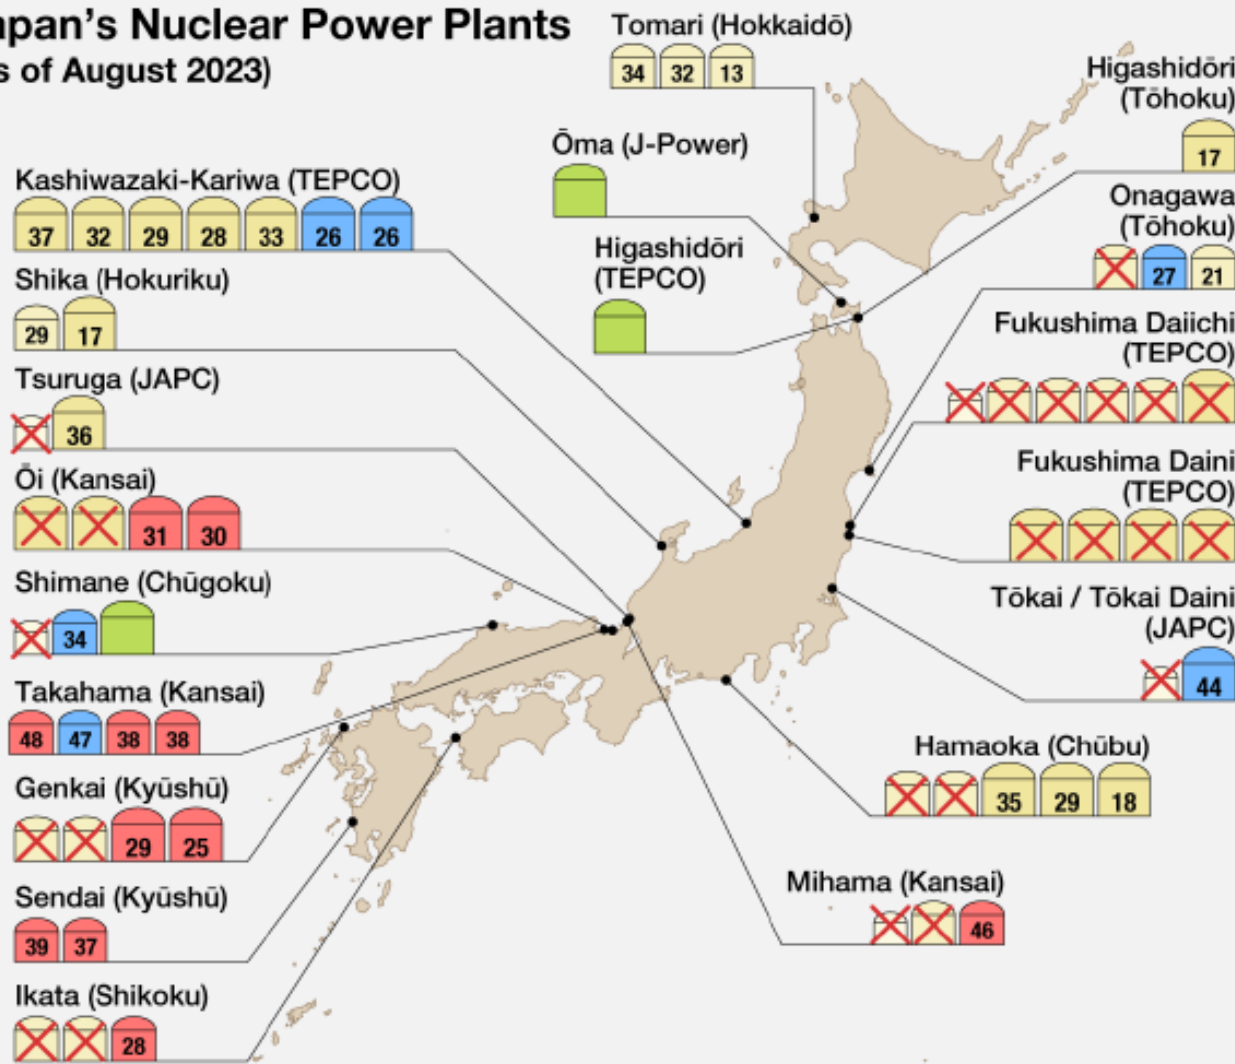 apan's Nuclear Power Plants
s of August 2023)
Tomari (Hokkaidō)
34 32 13
Higashidōri
(Tōhoku)
17
Ōma (J-Power)
Kashiwazaki-Kariwa (TEPCO)
37 32 29 28 33 26 26
Onagawa
(Tōhoku)
27 21
Higashidōri
(TEPCO)
Shika (Hokuriku)
29 17
Fukushima Daiichi
(TEPCO)
Tsuruga (JAPC)
36
Fukushima Daini
(TEPCO)
Ōi (Kansai)
31 30
Shimane (Chūgoku)
34
Tōkai / Tōkai Daini
(JAPC)
44
Takahama (Kansai)
48 47 38 38
Hamaoka (Chūbu)
35 29 18
Genkai (Kyūshū)
29 25
Mihama (Kansai)
46
Sendai (Kyūshū)
39 37
Ikata (Shikoku)
28